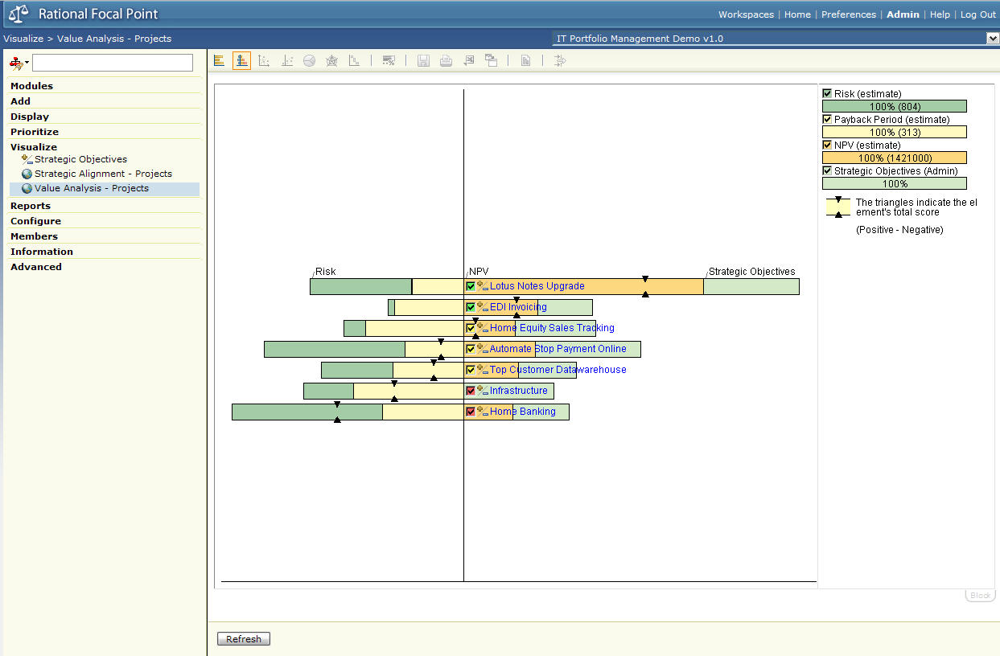 Rational Focal Point
Workspaces | Home | Preferences | Admin | Help | Log Out
Visualize > Value Analysis - Projects
IT Portfolio Management Demo v1.0
Modules
Add
Display
Prioritize
Visualize
Strategic Objectives
Strategic Alignment - Projects
Value Analysis - Projects
Reports
Configure
Members
Information
Advanced
Risk
NPV
Strategic Objectives
Lotus Notes Upgrade
EDI Invoicing
Home Equity Sales Tracking
Automate Stop Payment Online
Top Customer Datawarehouse
Infrastructure
Home Banking
Risk (estimate)
100% (804)
Payback Period (estimate)
100% (313)
NPV (estimate)
100% (1421000)
Strategic Objectives (Admin)
100%
The triangles indicate the el
ement's total score
(Positive - Negative)
Block
Refresh